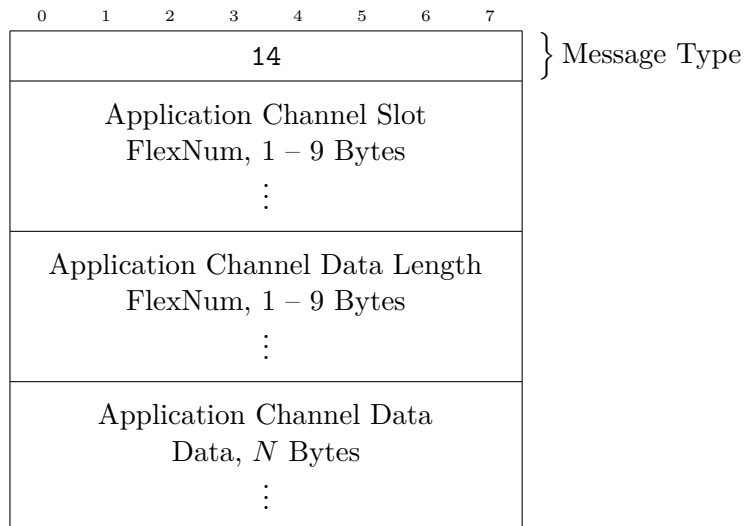 0 1 2 3 4 5 6 7
14
Message Type
Application Channel Slot
FlexNum, 1 – 9 Bytes
⋮
Application Channel Data Length
FlexNum, 1 – 9 Bytes
⋮
Application Channel Data
Data, N Bytes
⋮